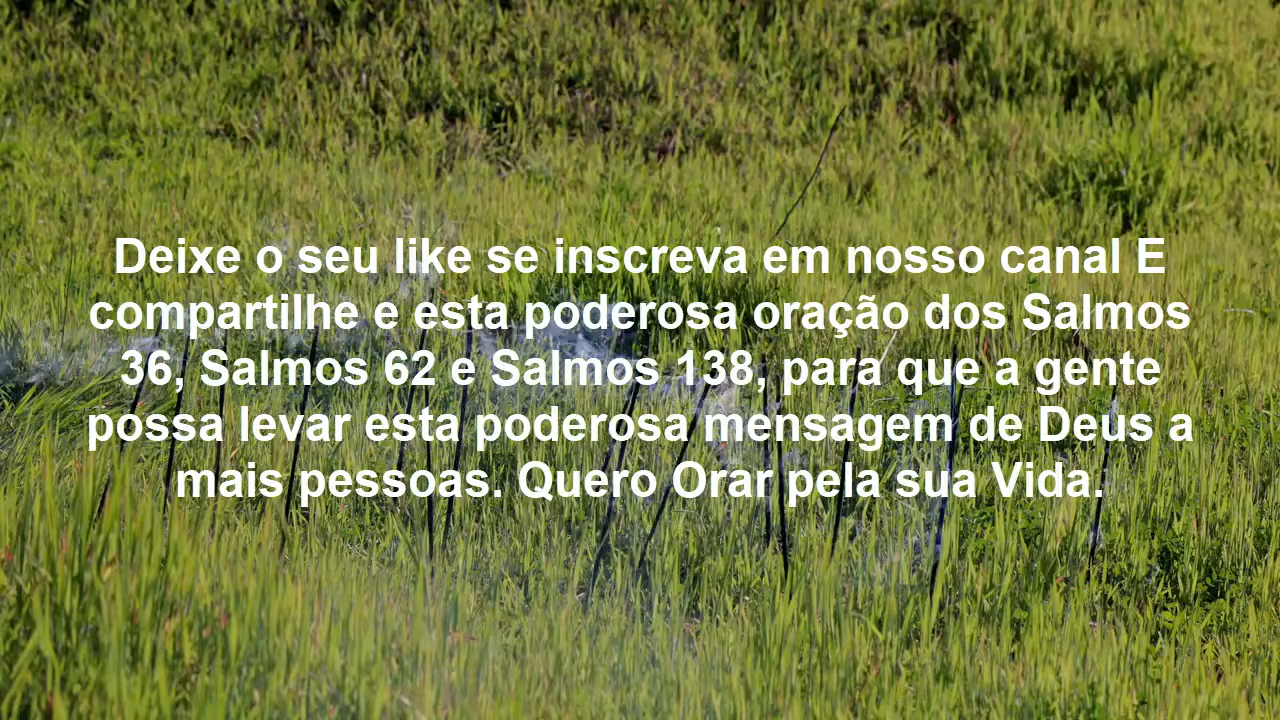 Deixe o seu like se inscreva em nosso canal E
compartilhe e esta poderosa oração dos Salmos
36, Salmos 62 e Salmos 138, para que a gente
possa levar esta poderosa mensagem de Deus a
mais pessoas. Quero Orar pela sua Vida.